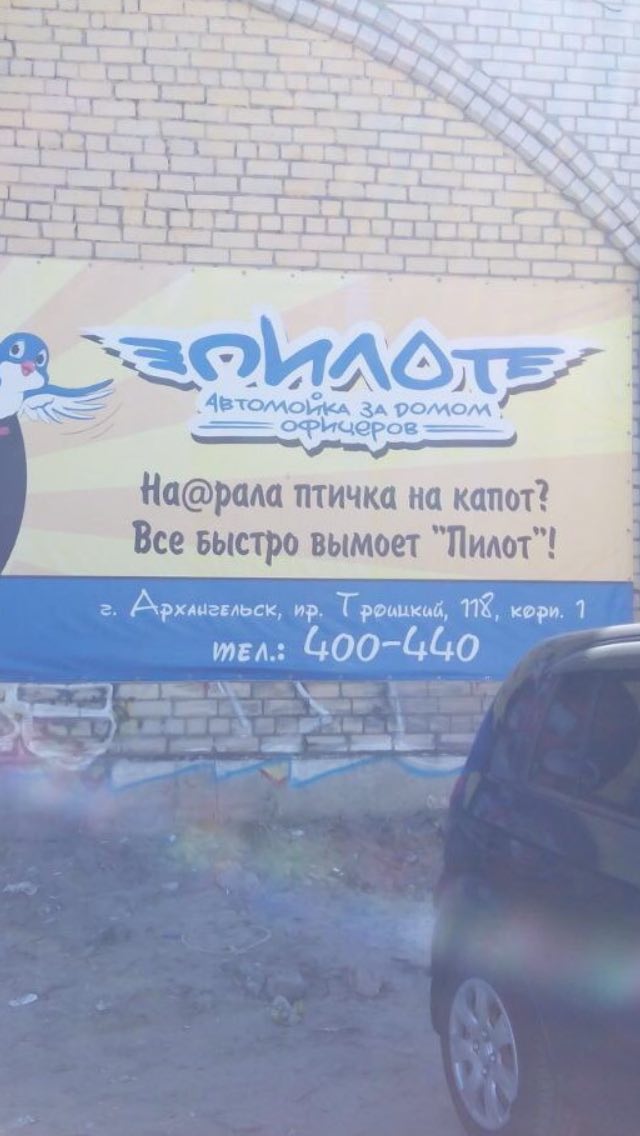 ПИЛОТ
Автомойка за домом
офицеров
На@рала птичка на капот?
Все быстро вымоет "Пилот"!
г. Архангельск, пр. Троицкий, 118, корп. 1
тел.: 400-440